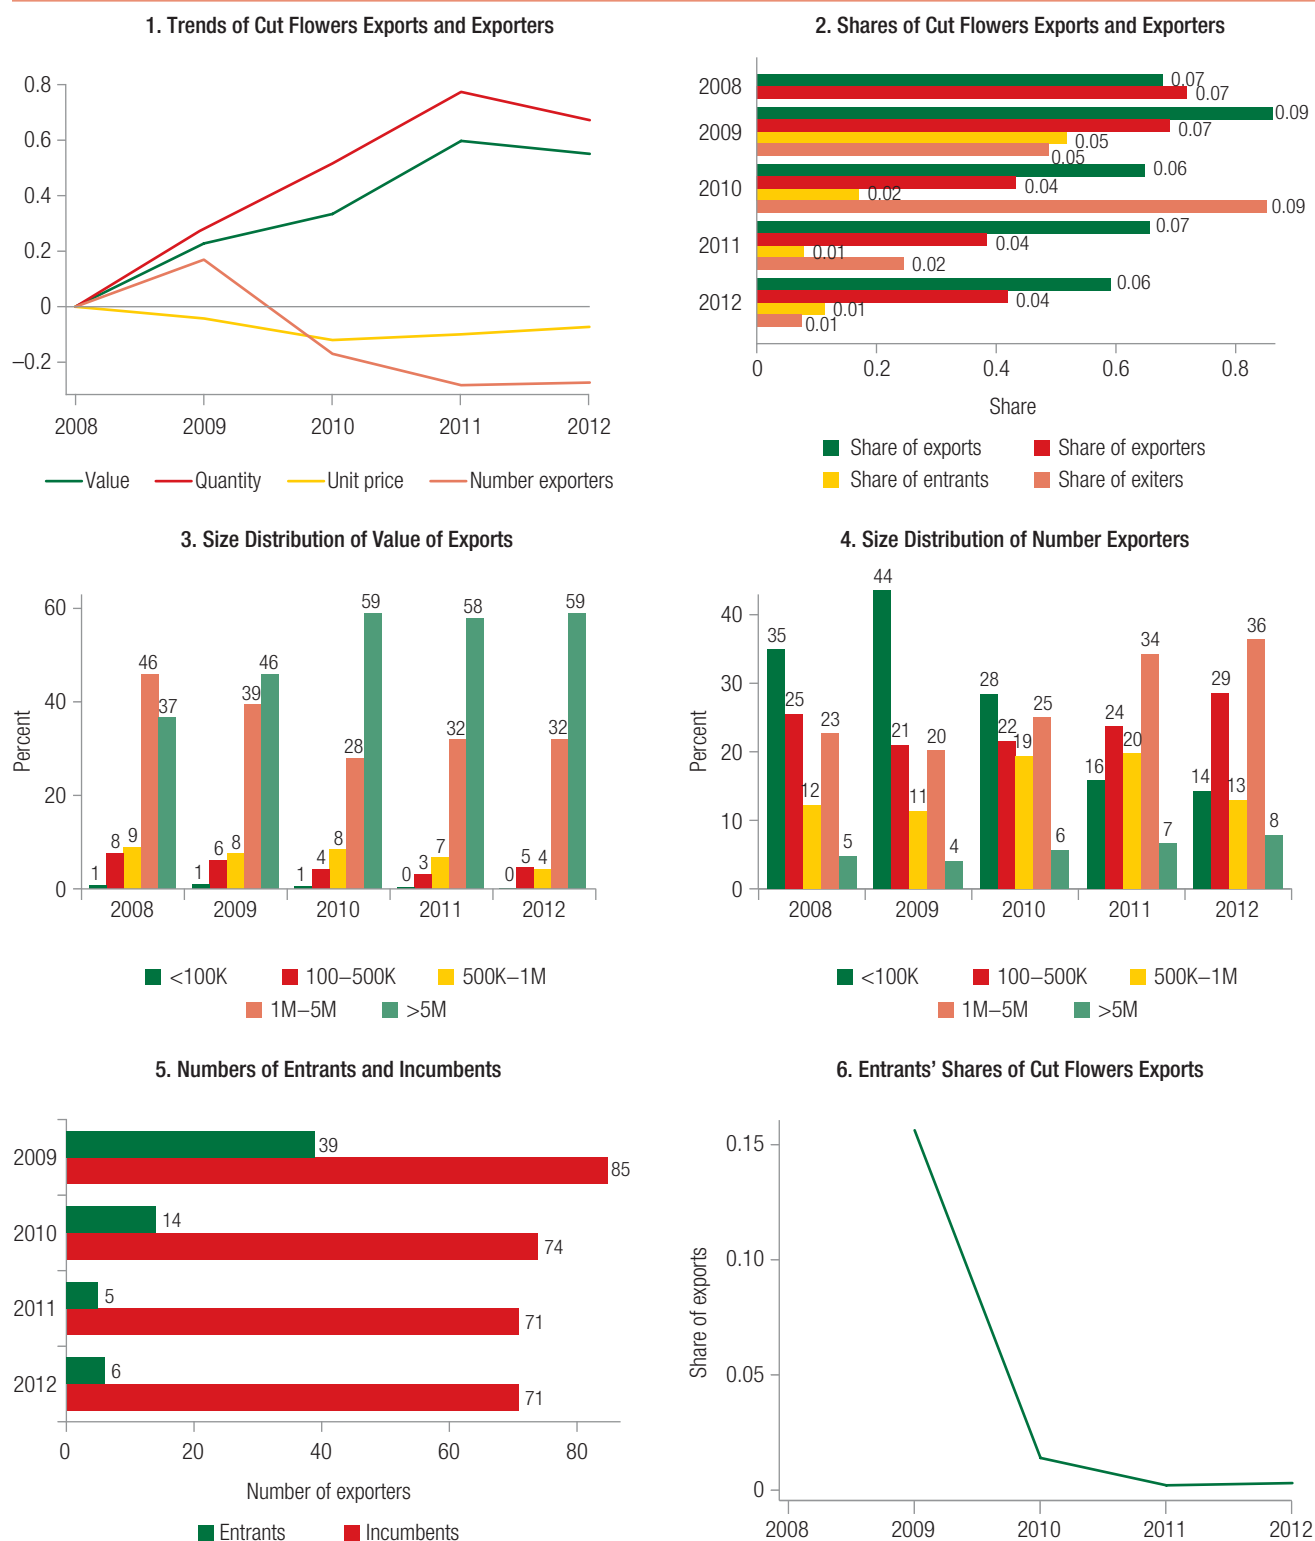 1. Trends of Cut Flowers Exports and Exporters
0.8
0.6
0.4
0.2
0
–0.2
2008 2009 2010 2011 2012
Value Quantity Unit price Number exporters
2. Shares of Cut Flowers Exports and Exporters
2008
0.07
0.07
2009
0.09
0.07
0.05
0.05
2010
0.06
0.04
0.02
0.09
2011
0.07
0.04
0.01
0.02
2012
0.06
0.04
0.01
0.01
0 0.2 0.4 0.6 0.8
Share
Share of exports Share of exporters
Share of entrants Share of exiters
3. Size Distribution of Value of Exports
Percent
60
40
20
0
1 8 9 46 37
1 6 8 39 46
1 4 8 28 59
0 3 7 32 58
0 5 4 32 59
2008 2009 2010 2011 2012
<100K 100–500K 500K–1M
1M–5M >5M
4. Size Distribution of Number Exporters
Percent
40
30
20
10
0
35 25 12 23 5
44 21 11 20 4
28 22 19 25 6
16 24 20 34 7
14 29 13 36 8
2008 2009 2010 2011 2012
<100K 100–500K 500K–1M
1M–5M >5M
5. Numbers of Entrants and Incumbents
2009
39
85
2010
14
74
2011
5
71
2012
6
71
0 20 40 60 80
Number of exporters
Entrants Incumbents
6. Entrants’ Shares of Cut Flowers Exports
Share of exports
0.15
0.10
0.05
0
2008 2009 2010 2011 2012